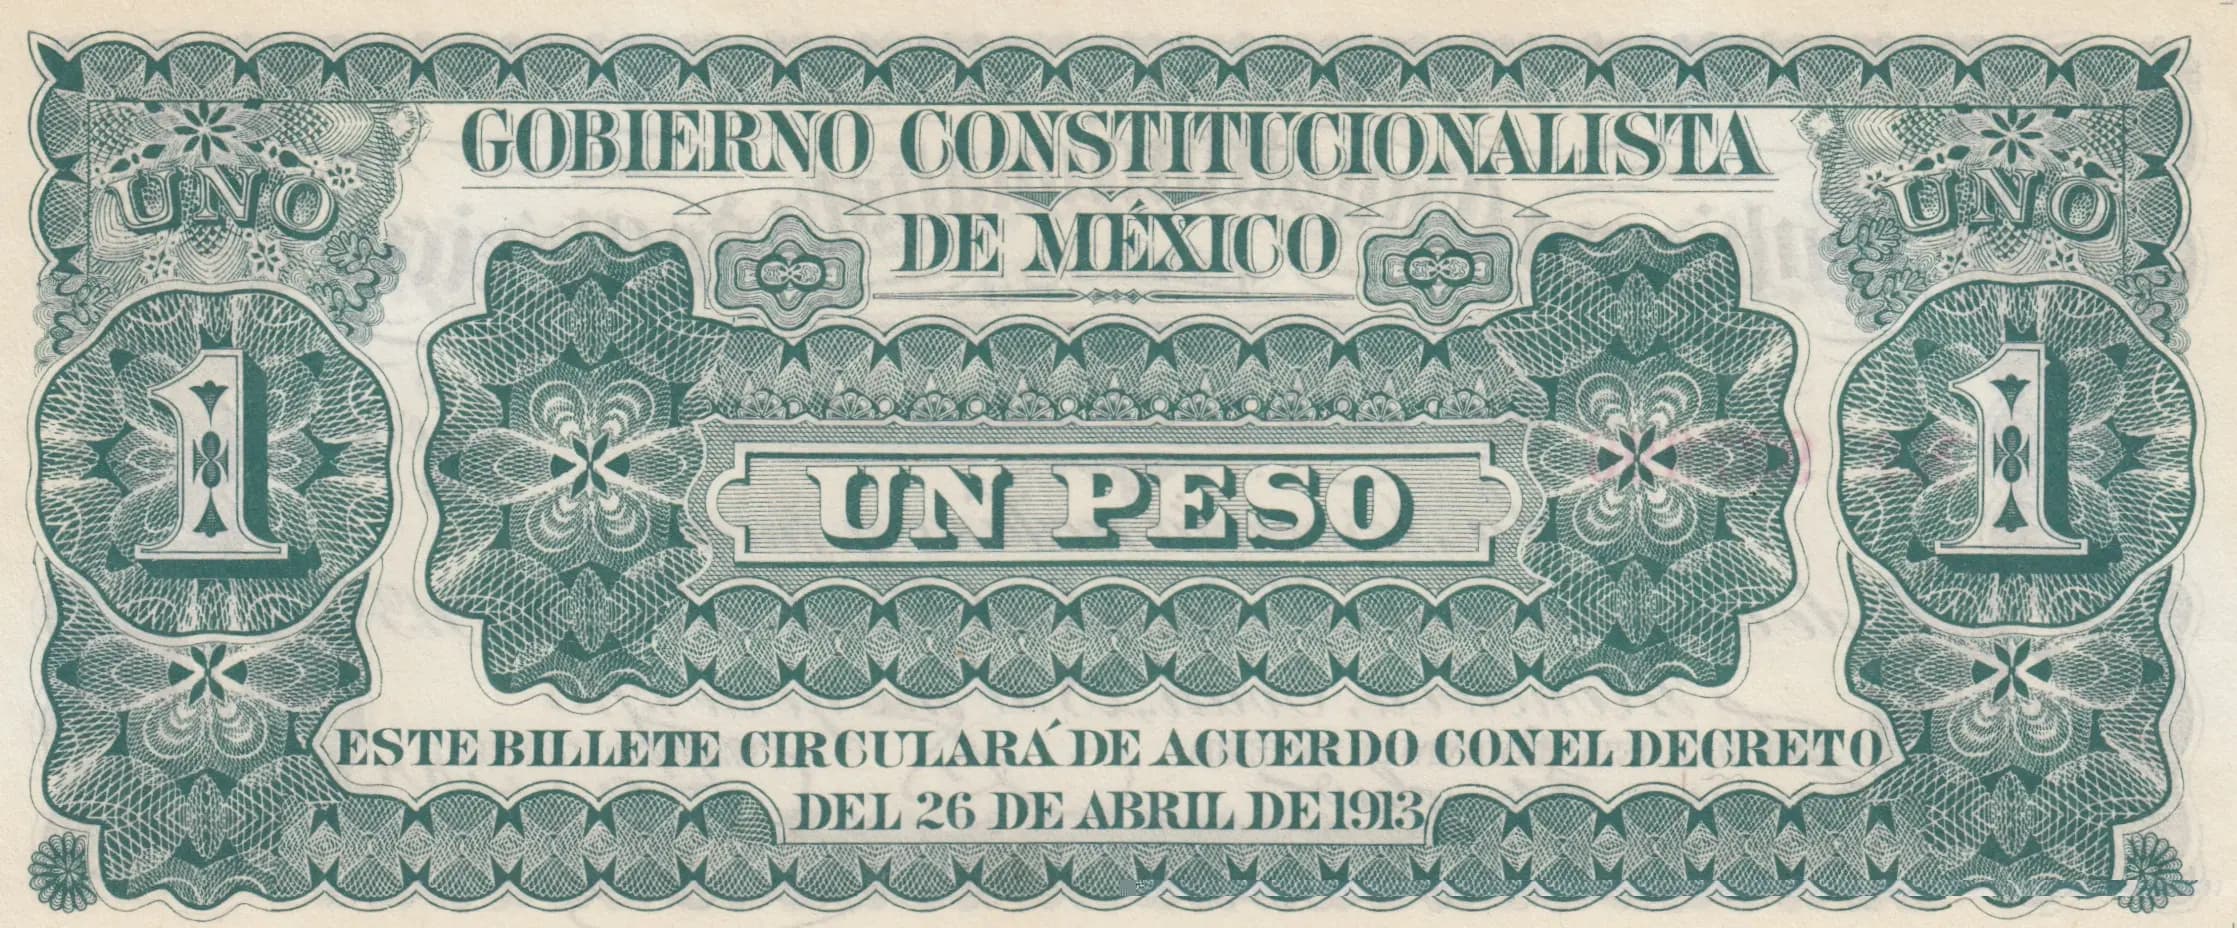 GOBIERNO CONSTITUCIONALISTA
DE MÉXICO
UNO
UNO
1
1
UN PESO
ESTE BILLETE CIRCULARÁ DE ACUERDO CON EL DECRETO
DEL 26 DE ABRIL DE 1913